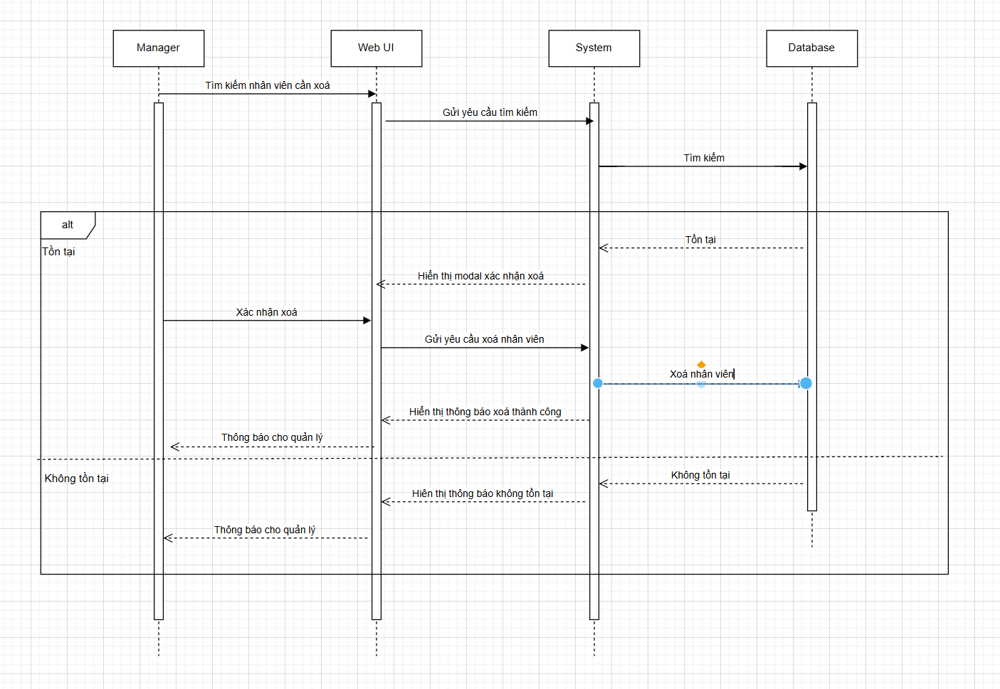 Manager
Web UI
System
Database
Tìm kiếm nhân viên cần xoá
Gửi yêu cầu tìm kiếm
Tìm kiếm
alt
Tồn tại
Tồn tại
Hiển thị modal xác nhận xoá
Xác nhận xoá
Gửi yêu cầu xoá nhân viên
Xoá nhân viên
Hiển thị thông báo xoá thành công
Thông báo cho quản lý
Không tồn tại
Không tồn tại
Hiên thị thông báo không tồn tại
Thông báo cho quản lý